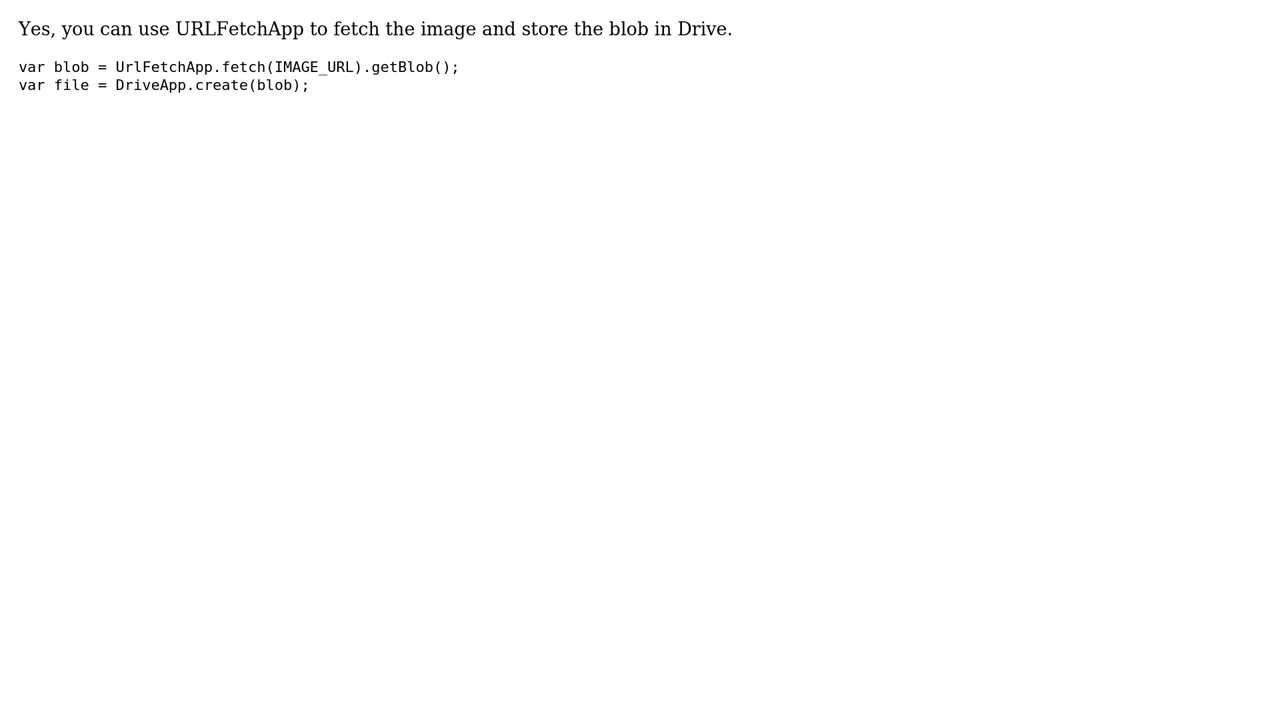 Yes, you can use URLFetchApp to fetch the image and store the blob in Drive.
var blob = UrlFetchApp.fetch(IMAGE_URL).getBlob();
var file = DriveApp.create(blob);